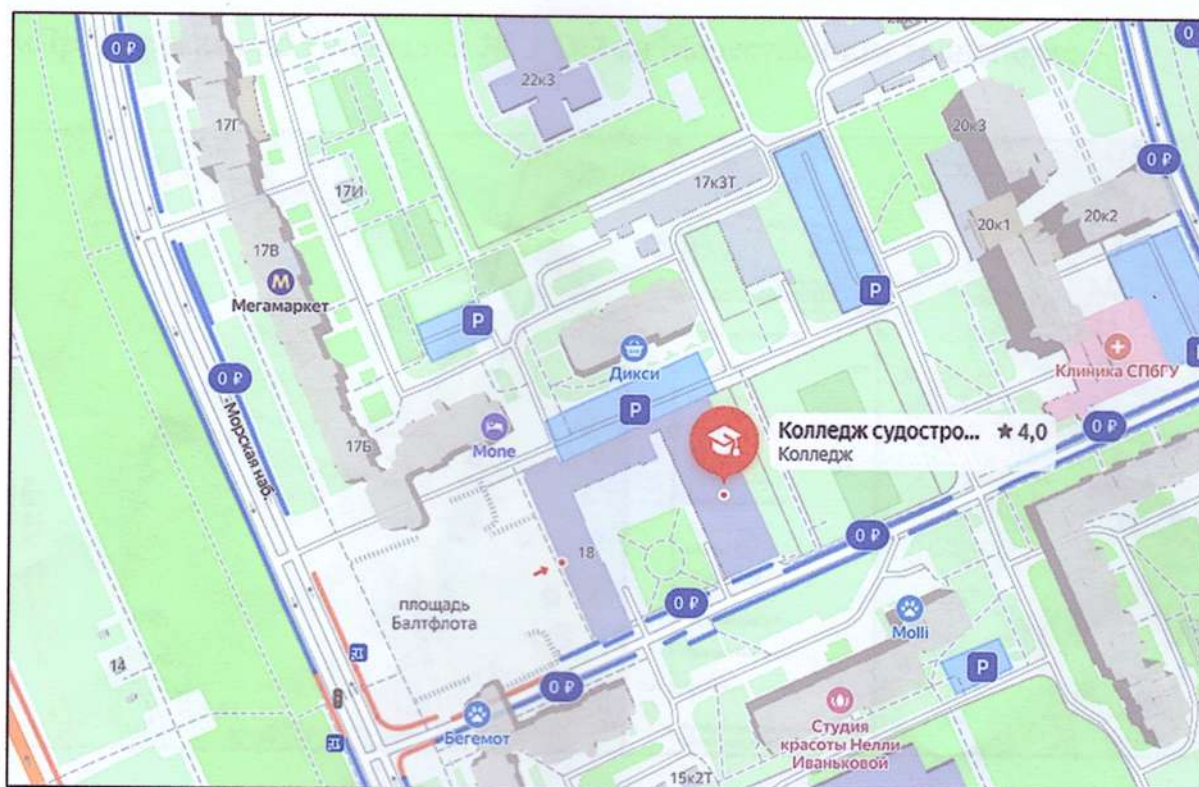 0 ₽
0
22к3
17Г
20к3
17И
17к3Т
0 ₽
20к1
20к2
17В
M
Мегамаркет
P
P
Дикси
Клиника СПбГУ
0 ₽
P
Колледж судостро... ★ 4,0
Колледж
0 ₽
Морская наб.
17Б
Mone
18
0 ₽
площадь
Балтфлота
0 ₽
Molli
14
P
0 ₽
Бегемот
Студия
красоты Нелли
Иваньковой
15к2Т